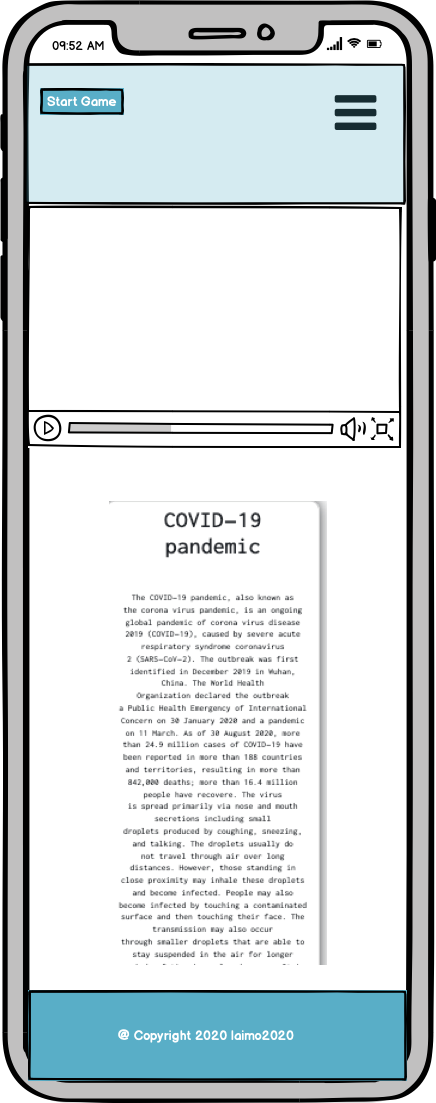 09:52 AM
Start Game
COVID-19
pandemic
The COVID-19 pandemic, also known as
the corona virus pandemic, is an ongoing
global pandemic of corona virus disease
2019 (COVID-19), caused by severe acute
respiratory syndrome coronavirus
2 (SARS-CoV-2). The outbreak was first
identified in December 2019 in Wuhan,
China. The World Health
Organization declared the outbreak
a Public Health Emergency of International
Concern on 30 January 2020 and a pandemic
on 11 March. As of 30 August 2020, more
than 24.9 million cases of COVID-19 have
been reported in more than 188 countries
and territories, resulting in more than
842,000 deaths; more than 16.4 million
people have recovere. The virus
is spread primarily via nose and mouth
secretions including small
droplets produced by coughing, sneezing,
and talking. The droplets usually do
not travel through air over long
distances. However, those standing in
close proximity may inhale these droplets
and become infected. People may also
become infected by touching a contaminated
surface and then touching their face. The
transmission may also occur
through smaller droplets that are able to
stay suspended in the air for longer
@ Copyright 2020 laimo2020